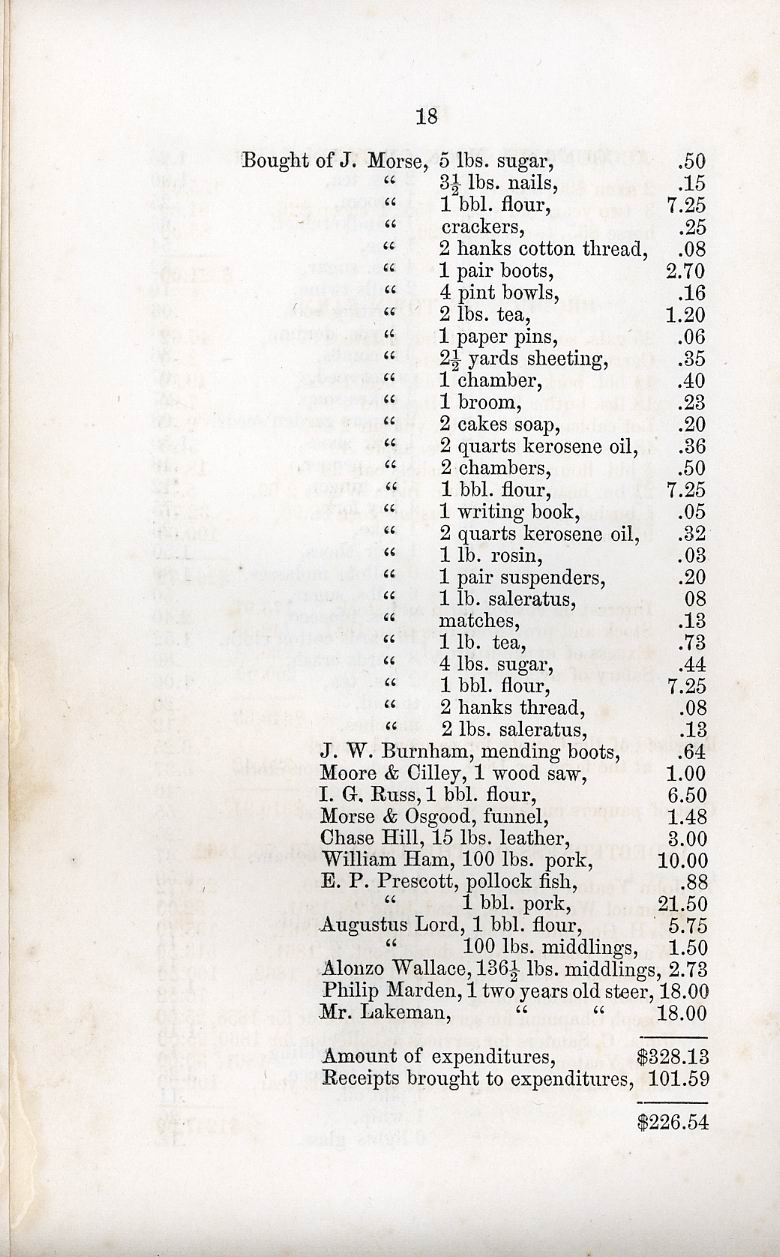 18
Bought of J. Morse, 5 lbs. sugar, .50
“ 3½ lbs. nails, .15
“ 1 bbl. flour, 7.25
“ crackers, .25
“ 2 hanks cotton thread, .08
“ 1 pair boots, 2.70
“ 4 pint bowls, .16
“ 2 lbs. tea, 1.20
“ 1 paper pins, .06
“ 2½ yards sheeting, .35
“ 1 chamber, .40
“ 1 broom, .23
“ 2 cakes soap, .20
“ 2 quarts kerosene oil, .36
“ 2 chambers, .50
“ 1 bbl. flour, 7.25
“ 1 writing book, .05
“ 2 quarts kerosene oil, .32
“ 1 lb. rosin, .03
“ 1 pair suspenders, .20
“ 1 lb. saleratus, 08
“ matches, .13
“ 1 lb. tea, .73
“ 4 lbs. sugar, .44
“ 1 bbl. flour, 7.25
“ 2 hanks thread, .08
“ 2 lbs. saleratus, .13
J. W. Burnham, mending boots, .64
Moore & Cilley, 1 wood saw, 1.00
I. G. Russ, 1 bbl. flour, 6.50
Morse & Osgood, funnel, 1.48
Chase Hill, 15 lbs. leather, 3.00
William Ham, 100 lbs. pork, 10.00
E. P. Prescott, pollock fish, .88
“ 1 bbl. pork, 21.50
Augustus Lord, 1 bbl. flour, 5.75
“ 100 lbs. middlings, 1.50
Alonzo Wallace, 136½ lbs. middlings, 2.73
Philip Marden, 1 two years old steer, 18.00
Mr. Lakeman, “ “ 18.00
Amount of expenditures, $328.13
Receipts brought to expenditures, 101.59
$226.54